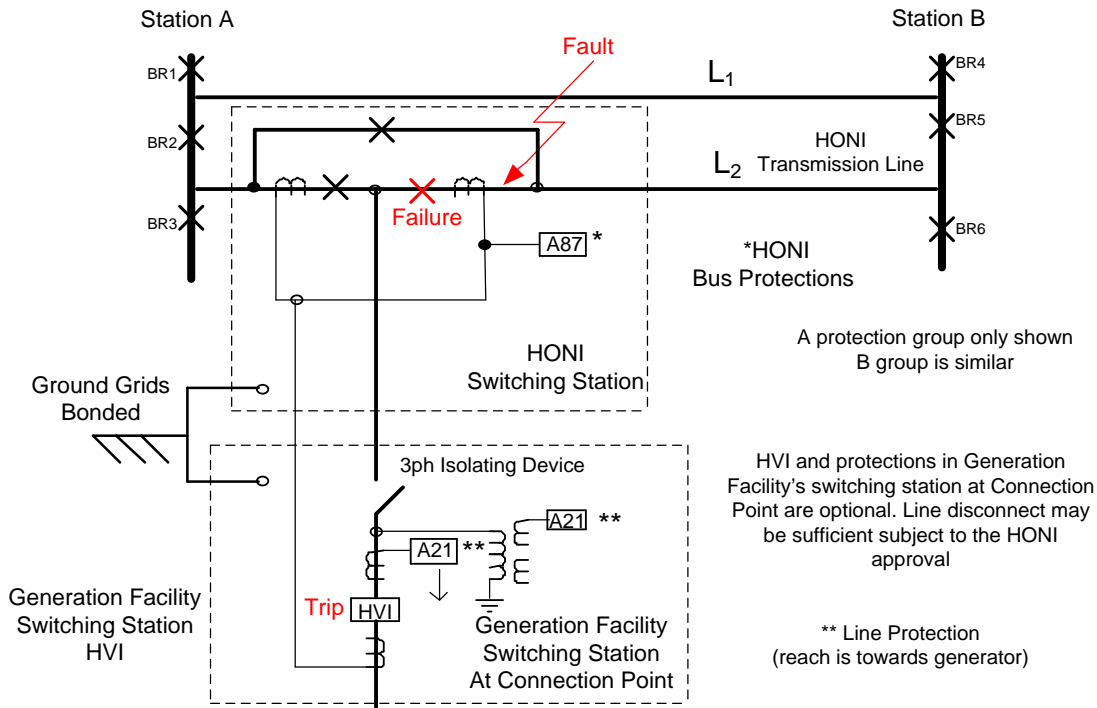 Station A
Station B
Fault
BR1
BR4
L1
BR2
BR5
HONI
Transmission Line
L2
BR3
Failure
BR6
A87 *
*HONI
Bus Protections
A protection group only shown
B group is similar
HONI
Switching Station
Ground Grids
Bonded
3ph Isolating Device
HVI and protections in Generation
Facility's switching station at Connection
Point are optional. Line disconnect may
be sufficient subject to the HONI
approval
A21 **
A21 **
Trip
HVI
Generation Facility
Switching Station
HVI
Generation Facility
Switching Station
At Connection Point
** Line Protection
(reach is towards generator)